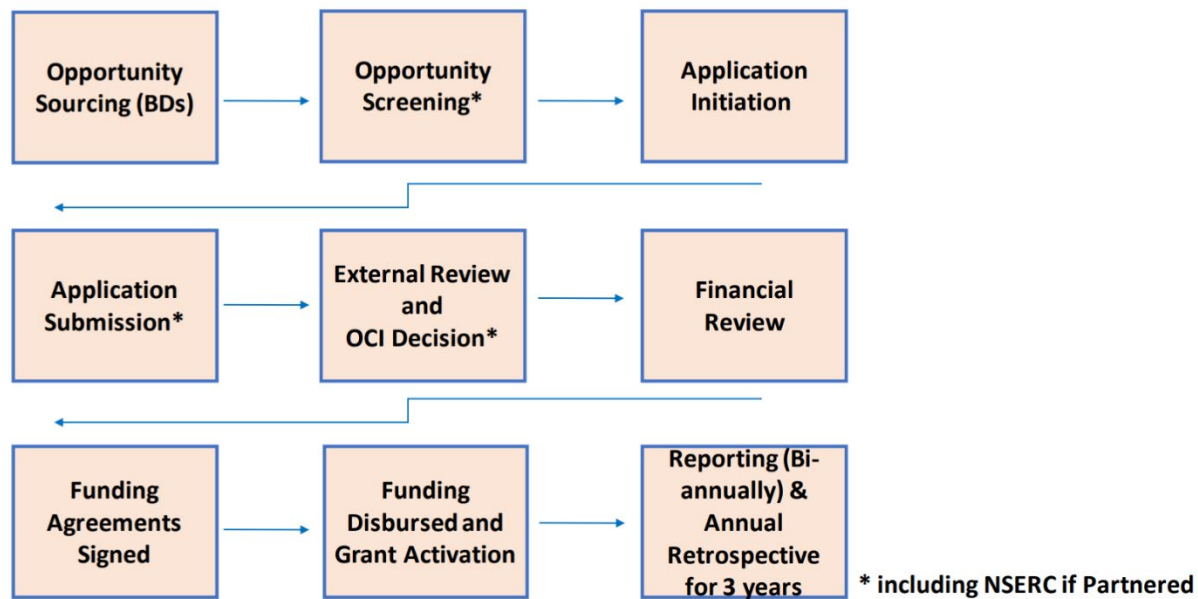 Opportunity
Sourcing (BDs)
Opportunity
Screening*
Application
Initiation
Application
Submission*
External Review
and
OCI Decision*
Financial
Review
Funding
Agreements
Signed
Funding
Disbursed and
Grant Activation
Reporting (Bi-
annually) &
Annual
Retrospective
for 3 years
* including NSERC if Partnered